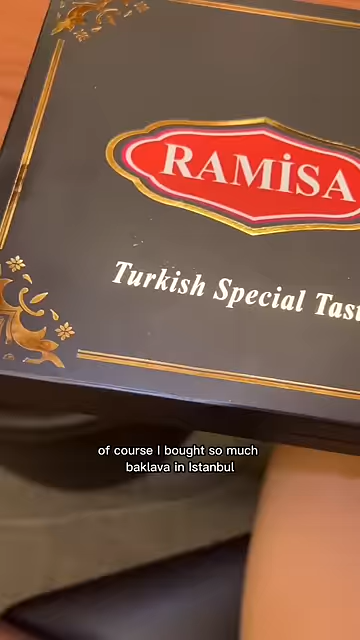 RAMİSA
Turkish Special Tast
of course I bought so much
baklava in Istanbul